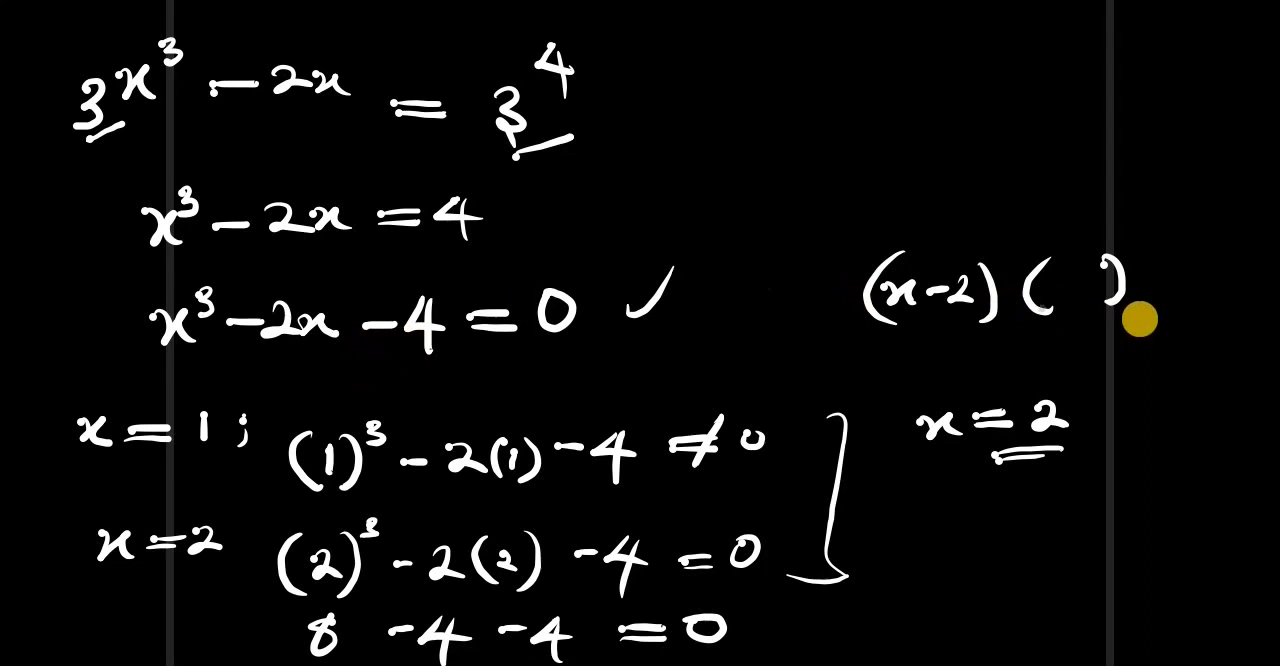 3^{x^3 - 2x} = 3^4
x^3 - 2x = 4
x^3 - 2x - 4 = 0 ✓ (x-2) ( )
x = 1 ; (1)^3 - 2(1) - 4 ≠ 0 ] x = 2
x = 2 (2)^3 - 2(2) - 4 = 0
8 - 4 - 4 = 0